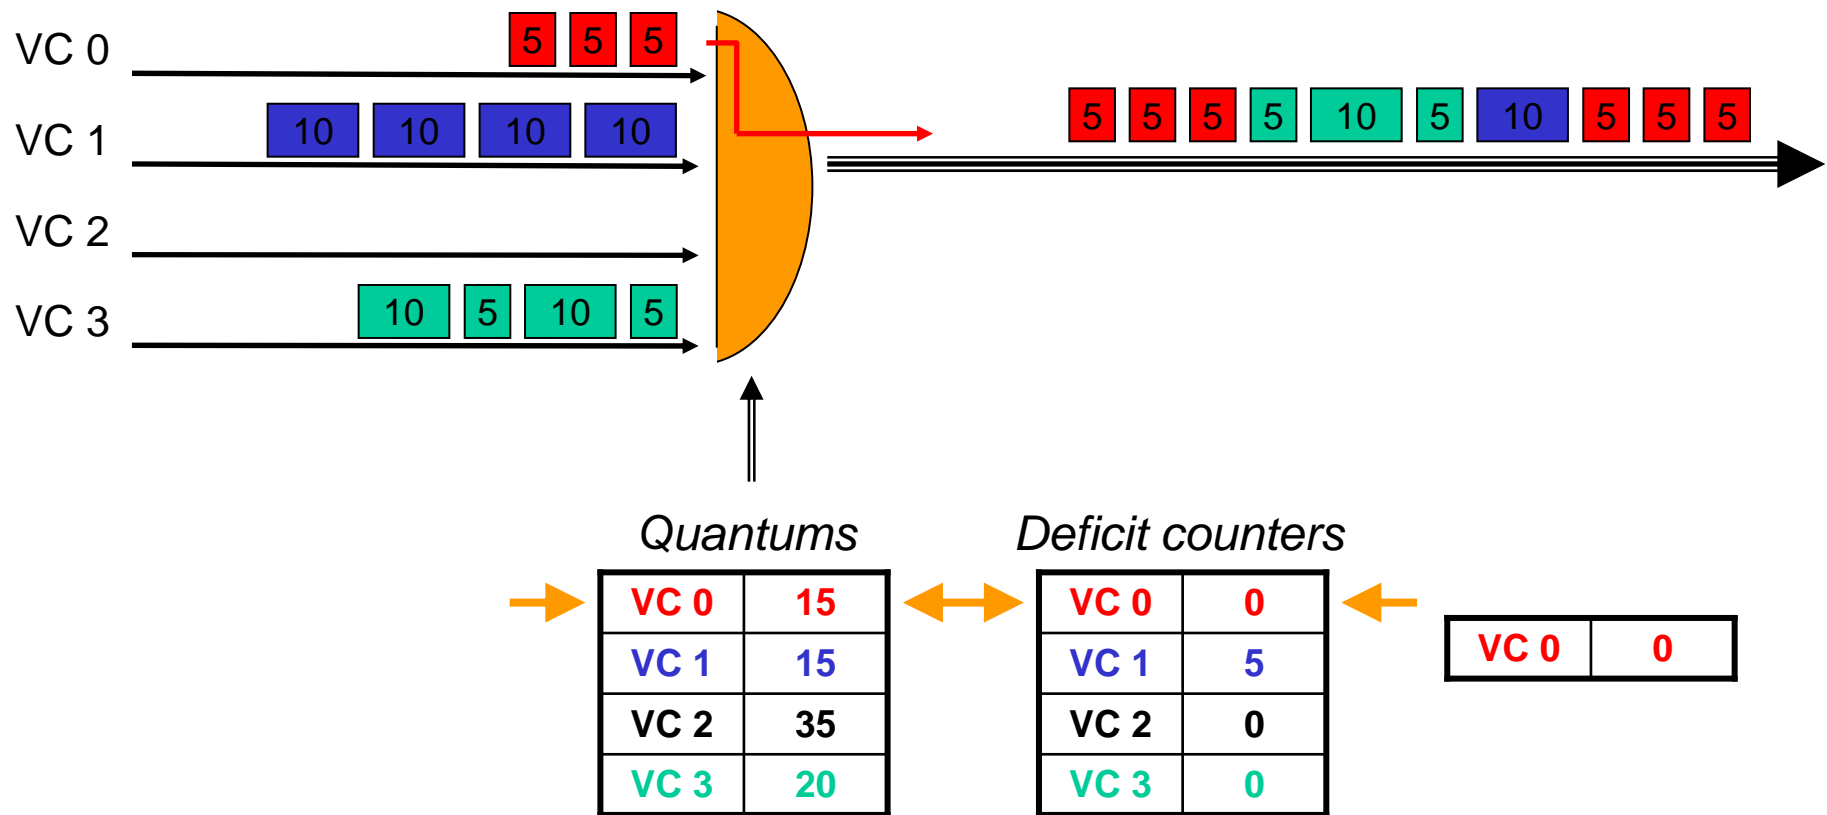 VC 0
5 5 5
VC 1
10 10 10 10
5 5 5 5 10 5 10 5 5 5
VC 2
VC 3
10 5 10 5
Quantums
VC 0 15
VC 1 15
VC 2 35
VC 3 20
Deficit counters
VC 0 0
VC 1 5
VC 2 0
VC 3 0
VC 0 0